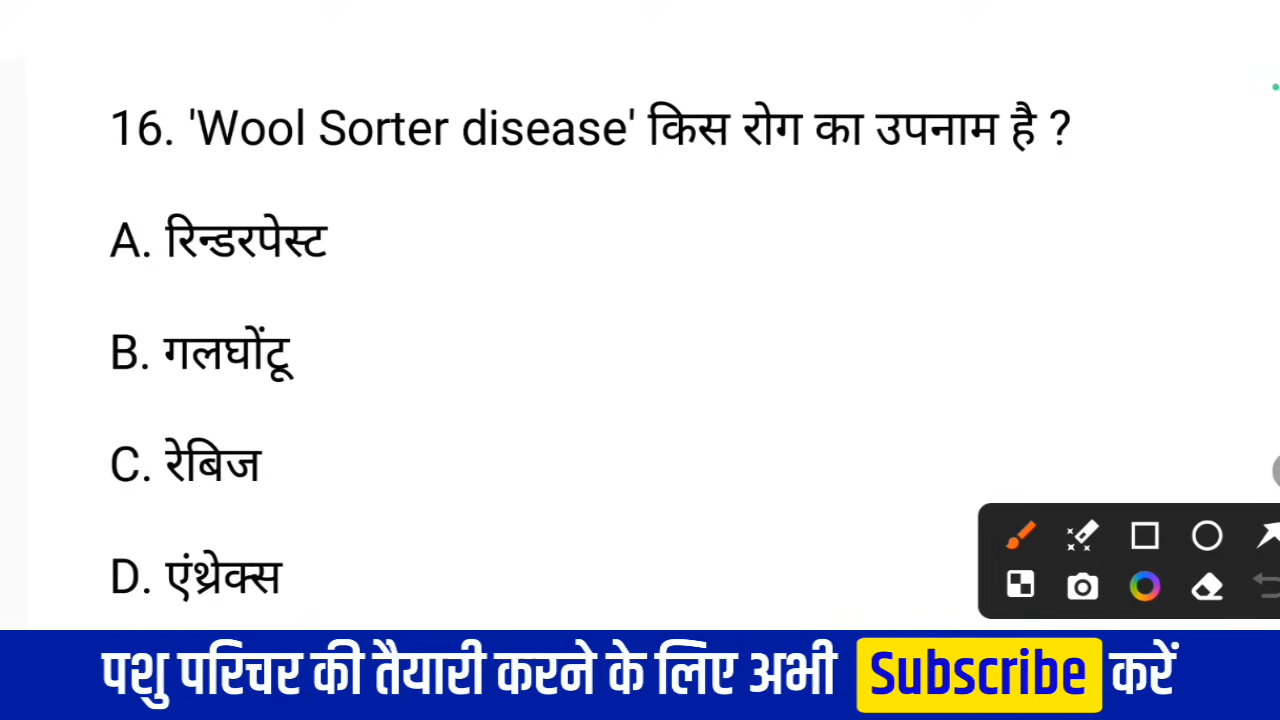 16. 'Wool Sorter disease' किस रोग का उपनाम है ?
A. रिन्डरपेस्ट
B. गलघोंटू
C. रेबिज
D. एंथ्रेक्स
पशु परिचर की तैयारी करने के लिए अभी Subscribe करें